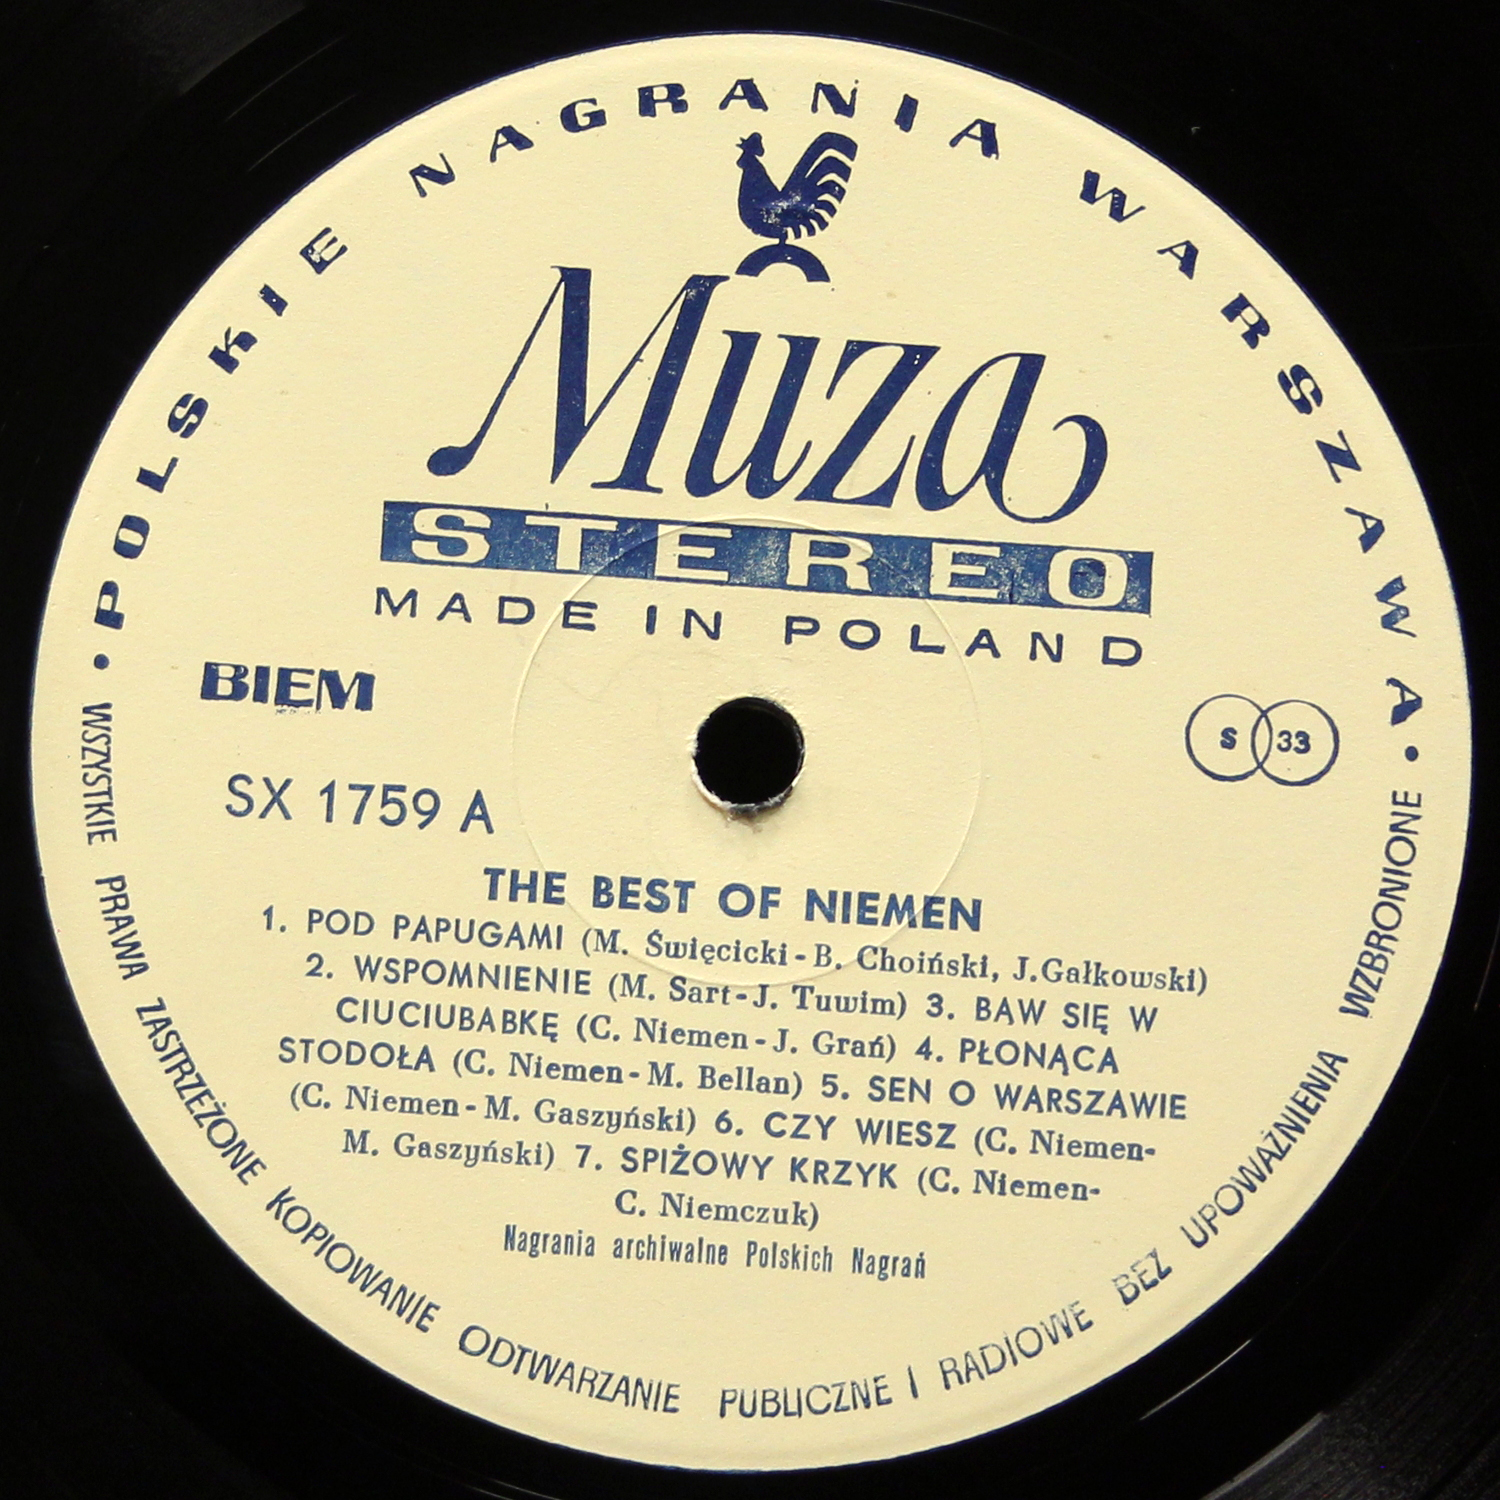 POLSKIE NAGRANIA WARSZAWA
Muza
STEREO
MADE IN POLAND
BIEM
S 33
SX 1759 A
THE BEST OF NIEMEN
1. POD PAPUGAMI (M. Święcicki-B. Choiński, J.Gałkowski)
2. WSPOMNIENIE (M. Sart-J. Tuwim) 3. BAW SIĘ W
CIUCIUBABKĘ (C. Niemen-J. Grań) 4. PŁONĄCA
STODOŁA (C. Niemen-M. Bellan) 5. SEN O WARSZAWIE
(C. Niemen-M. Gaszyński) 6. CZY WIESZ (C. Niemen-
M. Gaszyński) 7. SPIŻOWY KRZYK (C. Niemen-
C. Niemczuk)
Nagrania archiwalne Polskich Nagrań
WSZYSTKIE PRAWA ZASTRZEŻONE KOPIOWANIE ODTWARZANIE PUBLICZNE I RADIOWE BEZ UPOWAŻNIENIA WZBRONIONE